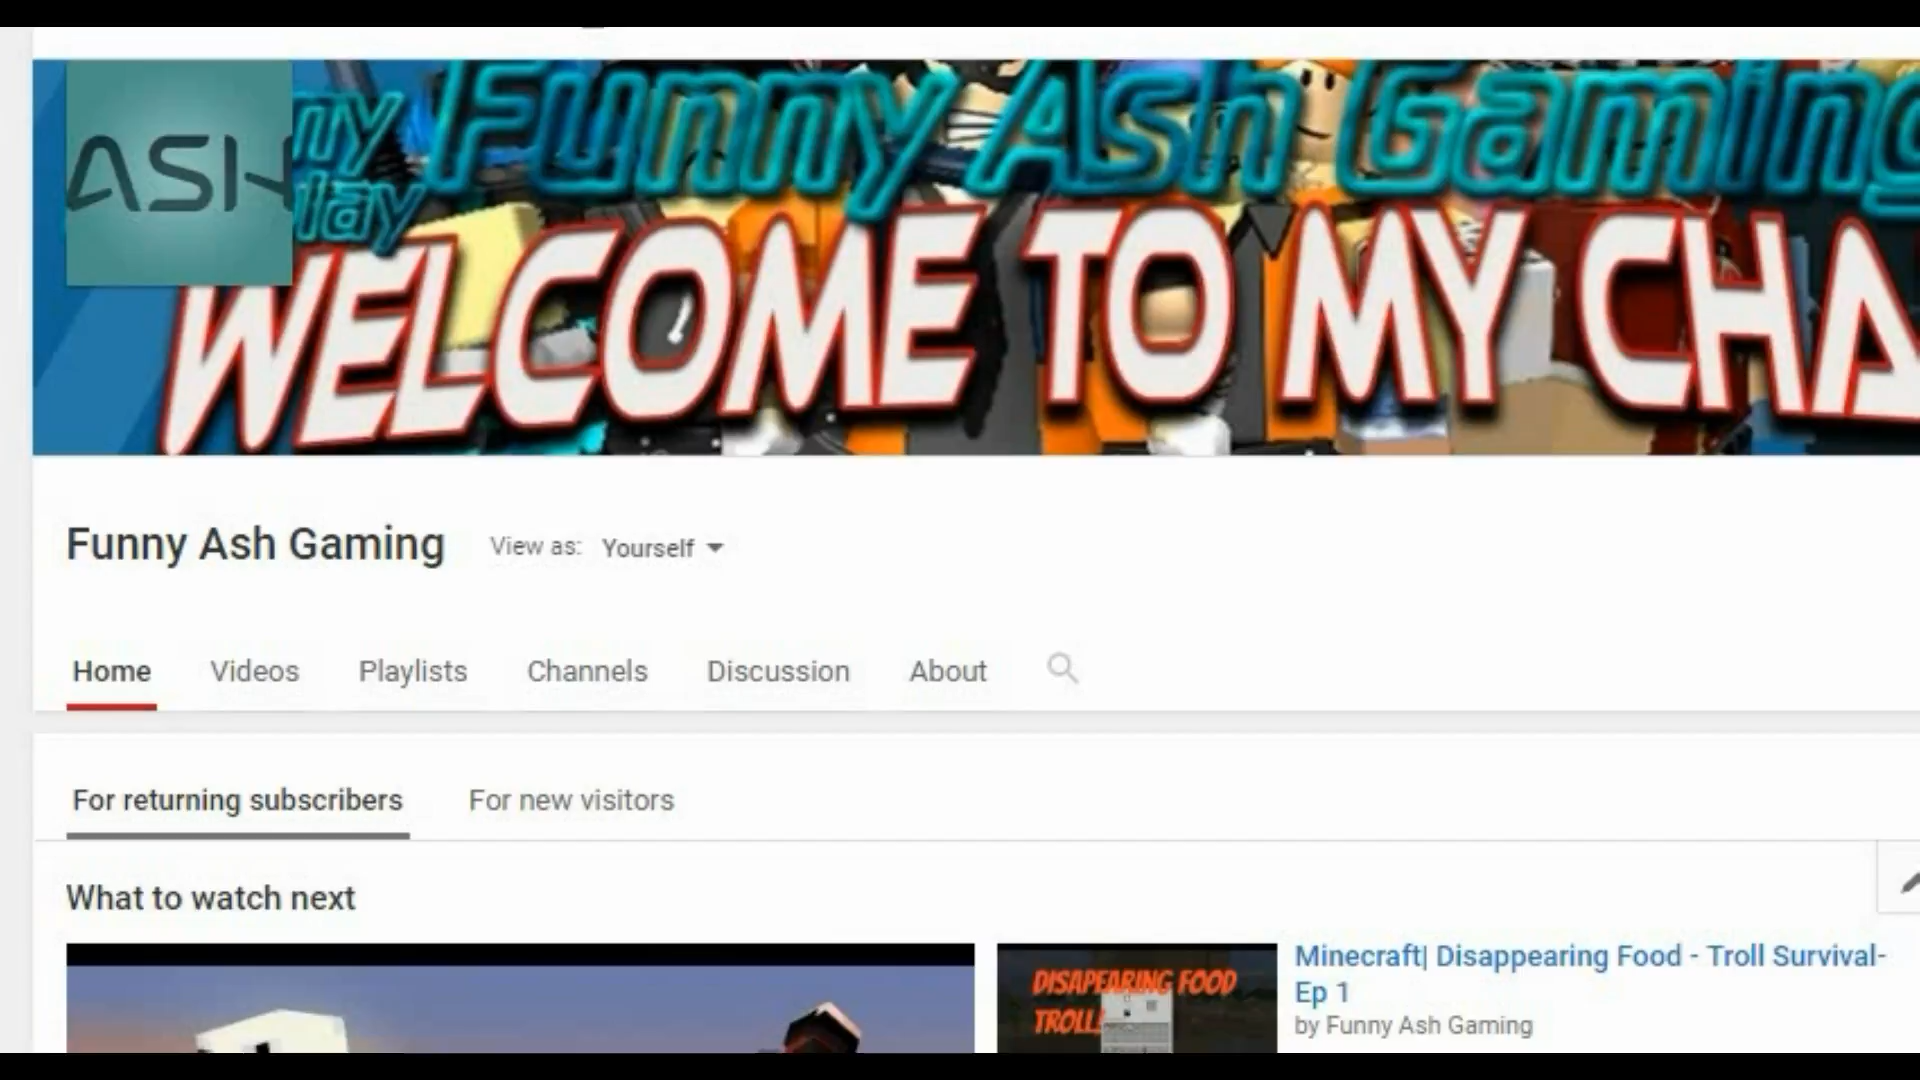 Funny Ash Gaming
ASH
ny
lay
WELCOME TO MY CHA
Funny Ash Gaming
View as: Yourself
Home Videos Playlists Channels Discussion About
For returning subscribers For new visitors
What to watch next
DISAPEARING FOOD
TROLL!
Minecraft| Disappearing Food - Troll Survival-
Ep 1
by Funny Ash Gaming